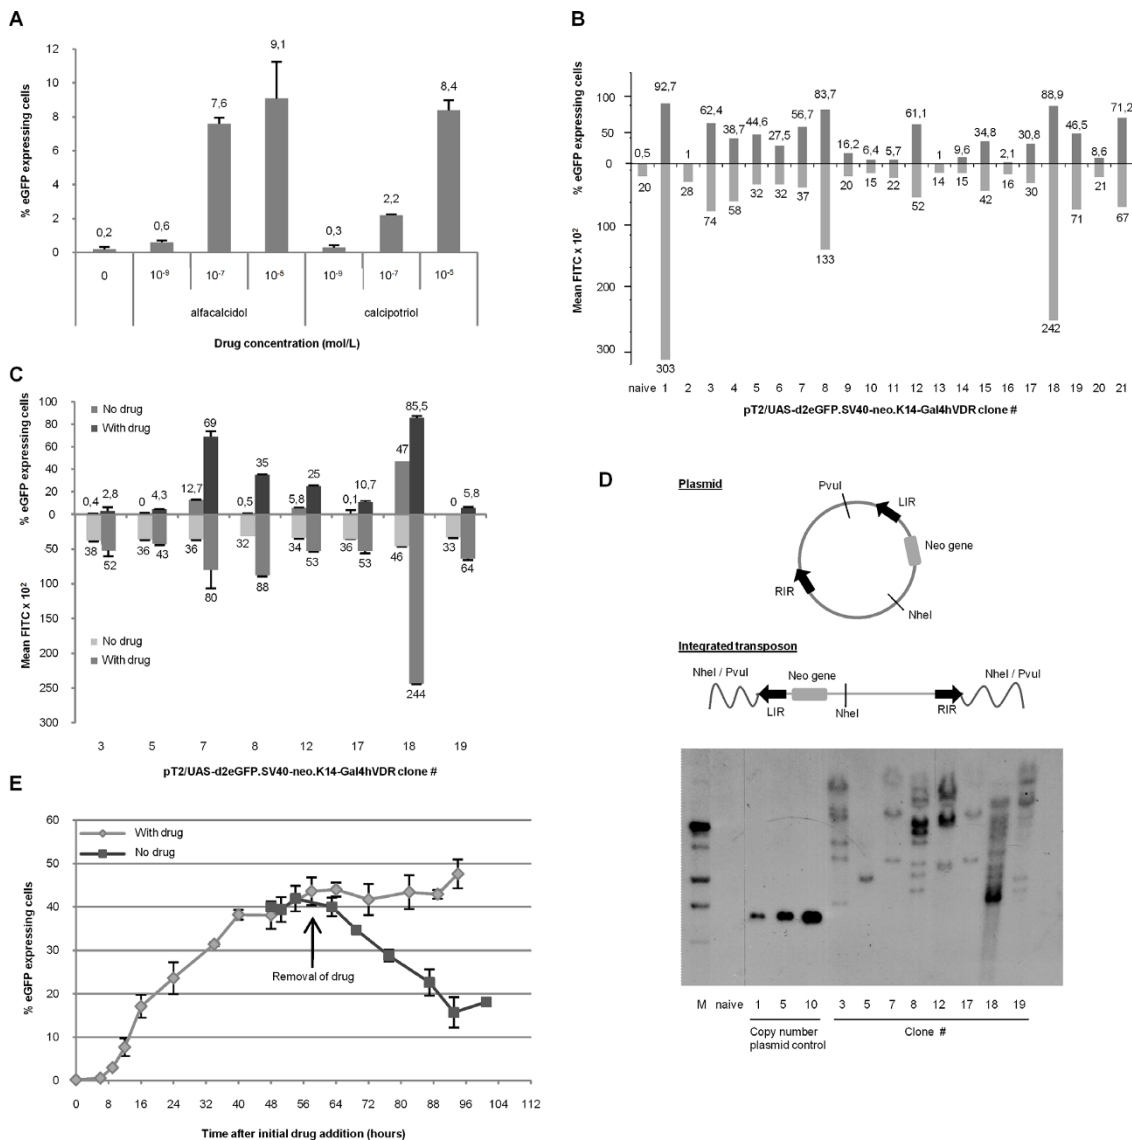 A
12
10
8
6
4
2
0
% eGFP expressing cells
0,2
0,6
7,6
9,1
0,3
2,2
8,4
0
10-9
10-7
10-5
10-9
10-7
10-5
alfacalcidol
calcipotriol
Drug concentration (mol/L)
B
100
50
0
100
200
300
% eGFP expressing cells
Mean FITC x 10²
0,5
92,7
1
62,4
38,7
44,6
27,5
56,7
83,7
16,2
6,4
5,7
61,1
1
9,6
34,8
2,1
30,8
88,9
46,5
8,6
71,2
20
303
28
74
58
32
32
37
133
20
15
22
52
14
15
42
16
30
242
71
21
67
naive 1 2 3 4 5 6 7 8 9 10 11 12 13 14 15 16 17 18 19 20 21
pT2/UAS-d2eGFP.SV40-neo.K14-Gal4hVDR clone #
C
100
80
60
40
20
0
50
100
150
200
250
300
% eGFP expressing cells
Mean FITC x 10²
No drug
With drug
0,4
2,8
0
4,3
12,7
69
0,5
35
5,8
25
0,1
10,7
47
85,5
0
5,8
38
52
36
43
36
80
32
88
34
53
36
53
46
244
33
64
No drug
With drug
3 5 7 8 12 17 18 19
pT2/UAS-d2eGFP.SV40-neo.K14-Gal4hVDR clone #
D
Plasmid
PvuI
LIR
Neo gene
RIR
NheI
Integrated transposon
NheI / PvuI
Neo gene
NheI / PvuI
LIR
NheI
RIR
M naive 1 5 10 3 5 7 8 12 17 18 19
Copy number
plasmid control
Clone #
E
60
50
40
30
20
10
0
% eGFP expressing cells
With drug
No drug
Removal of drug
0 8 16 24 32 40 48 56 64 72 80 88 96 104 112
Time after initial drug addition (hours)